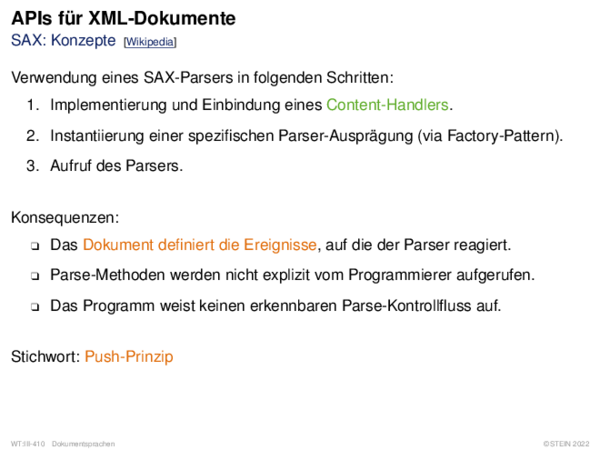 APIs für XML-Dokumente
SAX: Konzepte [Wikipedia]
Verwendung eines SAX-Parsers in folgenden Schritten:
1. Implementierung und Einbindung eines Content-Handlers.
2. Instantiierung einer spezifischen Parser-Ausprägung (via Factory-Pattern).
3. Aufruf des Parsers.
Konsequenzen:
❑ Das Dokument definiert die Ereignisse, auf die der Parser reagiert.
❑ Parse-Methoden werden nicht explizit vom Programmierer aufgerufen.
❑ Das Programm weist keinen erkennbaren Parse-Kontrollfluss auf.
Stichwort: Push-Prinzip
WT:III-410 Dokumentsprachen ©STEIN 2022